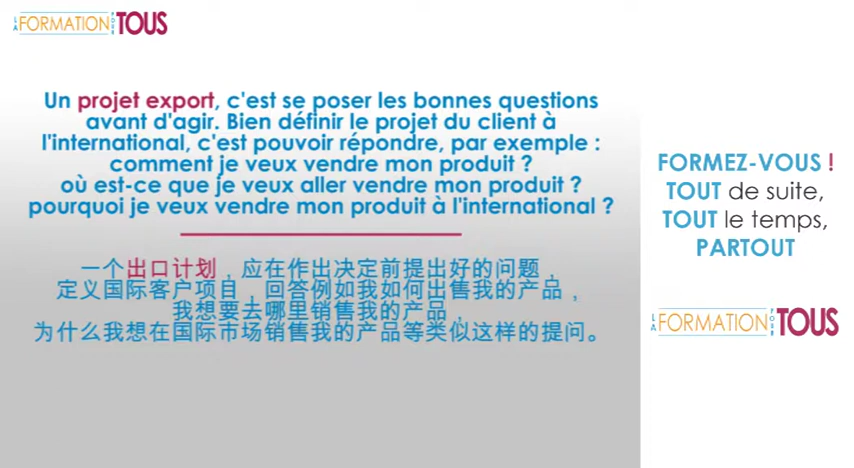 LA FORMATION POUR TOUS
Un projet export, c'est se poser les bonnes questions
avant d'agir. Bien définir le projet du client à
l'international, c'est pouvoir répondre, par exemple :
comment je veux vendre mon produit ?
où est-ce que je veux aller vendre mon produit ?
pourquoi je veux vendre mon produit à l'international ?
一个出口计划，应在作出决定前提出好的问题，
定义国际客户项目，回答例如我如何出售我的产品，
我想要去哪里销售我的产品，
为什么我想在国际市场销售我的产品等类似这样的提问。
FORMEZ-VOUS !
TOUT de suite,
TOUT le temps,
PARTOUT
LA FORMATION POUR TOUS